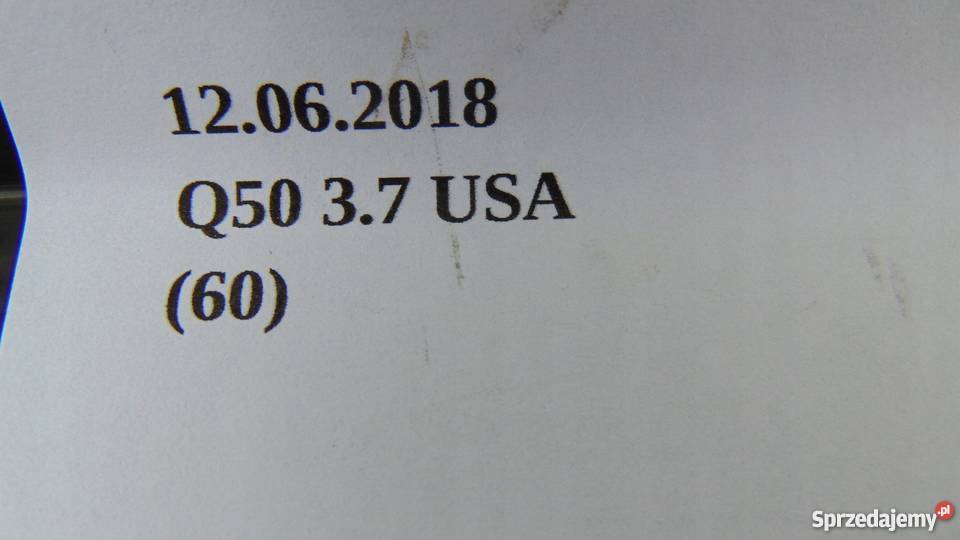 12.06.2018
Q50 3.7 USA
(60)
Sprzedajemy.pl